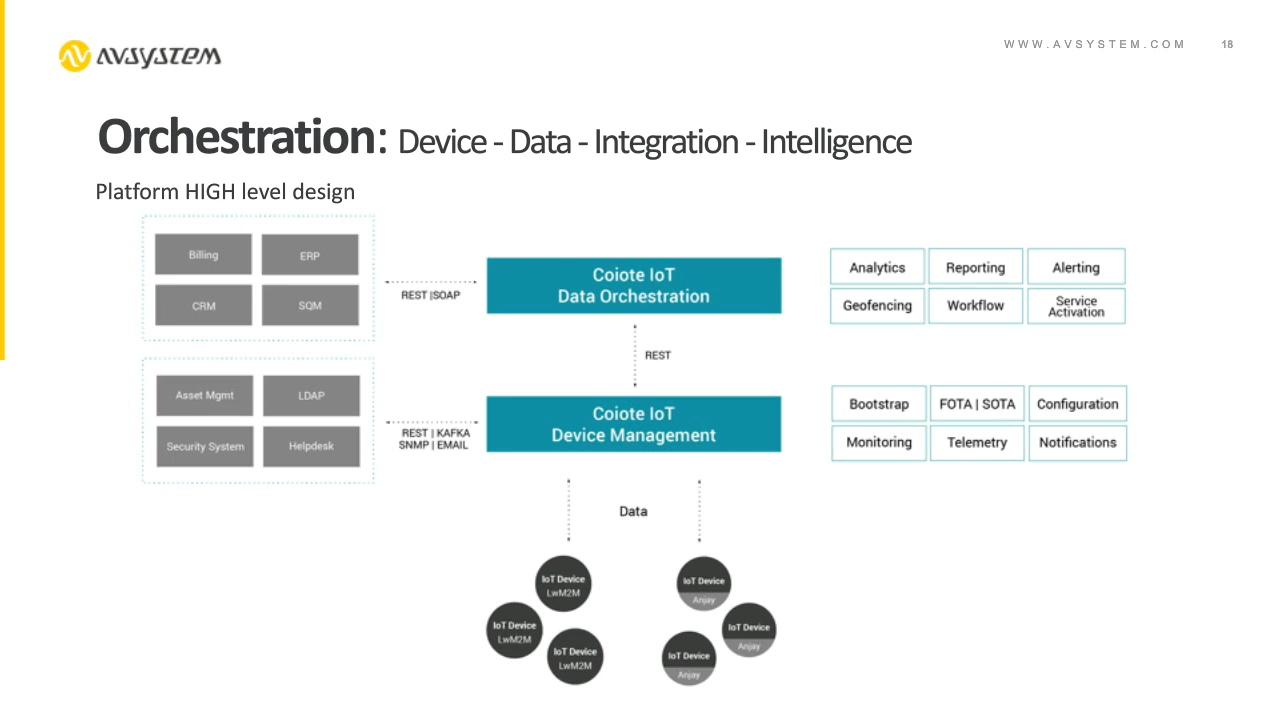 AVSYSTEM
WWW.AVSYSTEM.COM 18
Orchestration: Device - Data - Integration - Intelligence
Platform HIGH level design
Billing
ERP
CRM
SQM
REST |SOAP
Coiote IoT
Data Orchestration
Analytics
Reporting
Alerting
Geofencing
Workflow
Service
Activation
REST
Asset Mgmt
LDAP
Security System
Helpdesk
REST | KAFKA
SNMP | EMAIL
Coiote IoT
Device Management
Bootstrap
FOTA | SOTA
Configuration
Monitoring
Telemetry
Notifications
Data
IoT Device
LwM2M
IoT Device
LwM2M
IoT Device
LwM2M
IoT Device
Anjay
IoT Device
Anjay
IoT Device
Anjay